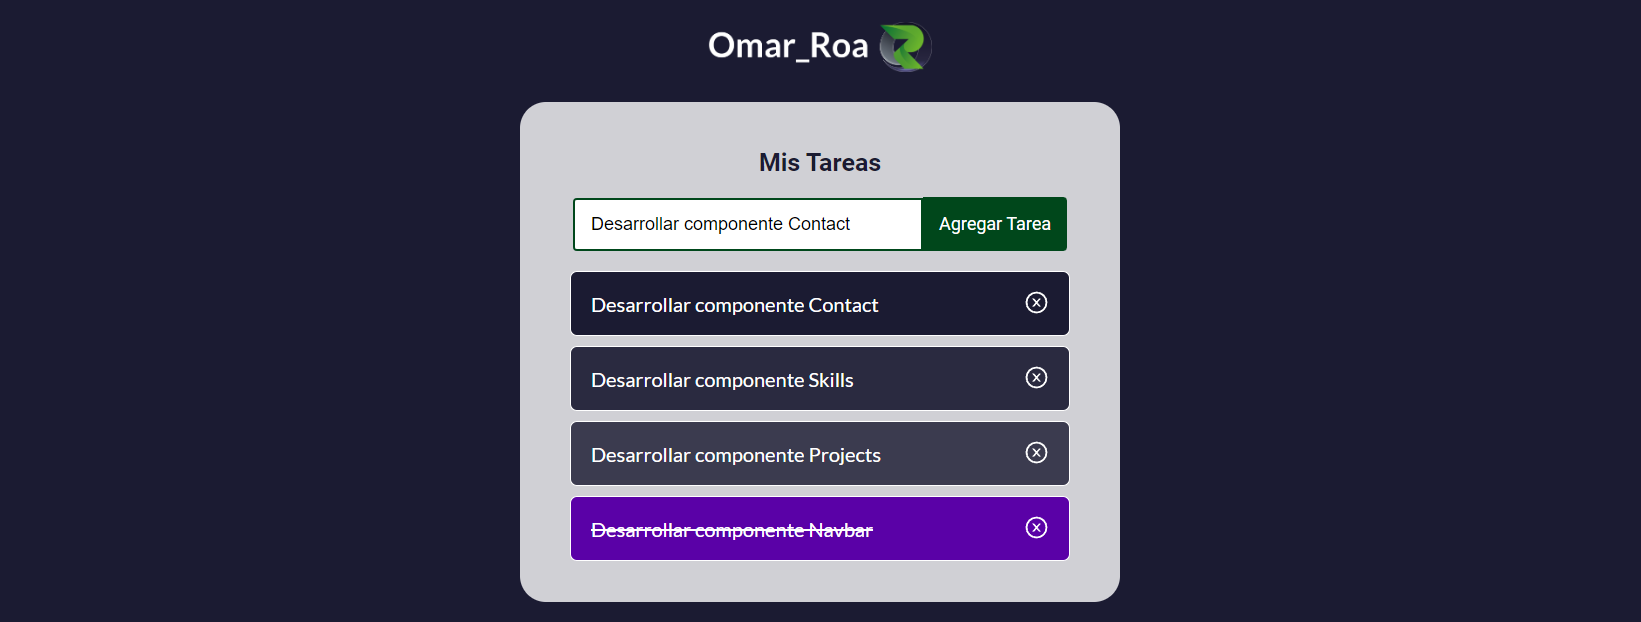 Omar_Roa
Mis Tareas
Desarrollar componente Contact
Agregar Tarea
Desarrollar componente Contact
Desarrollar componente Skills
Desarrollar componente Projects
Desarrollar componente Navbar